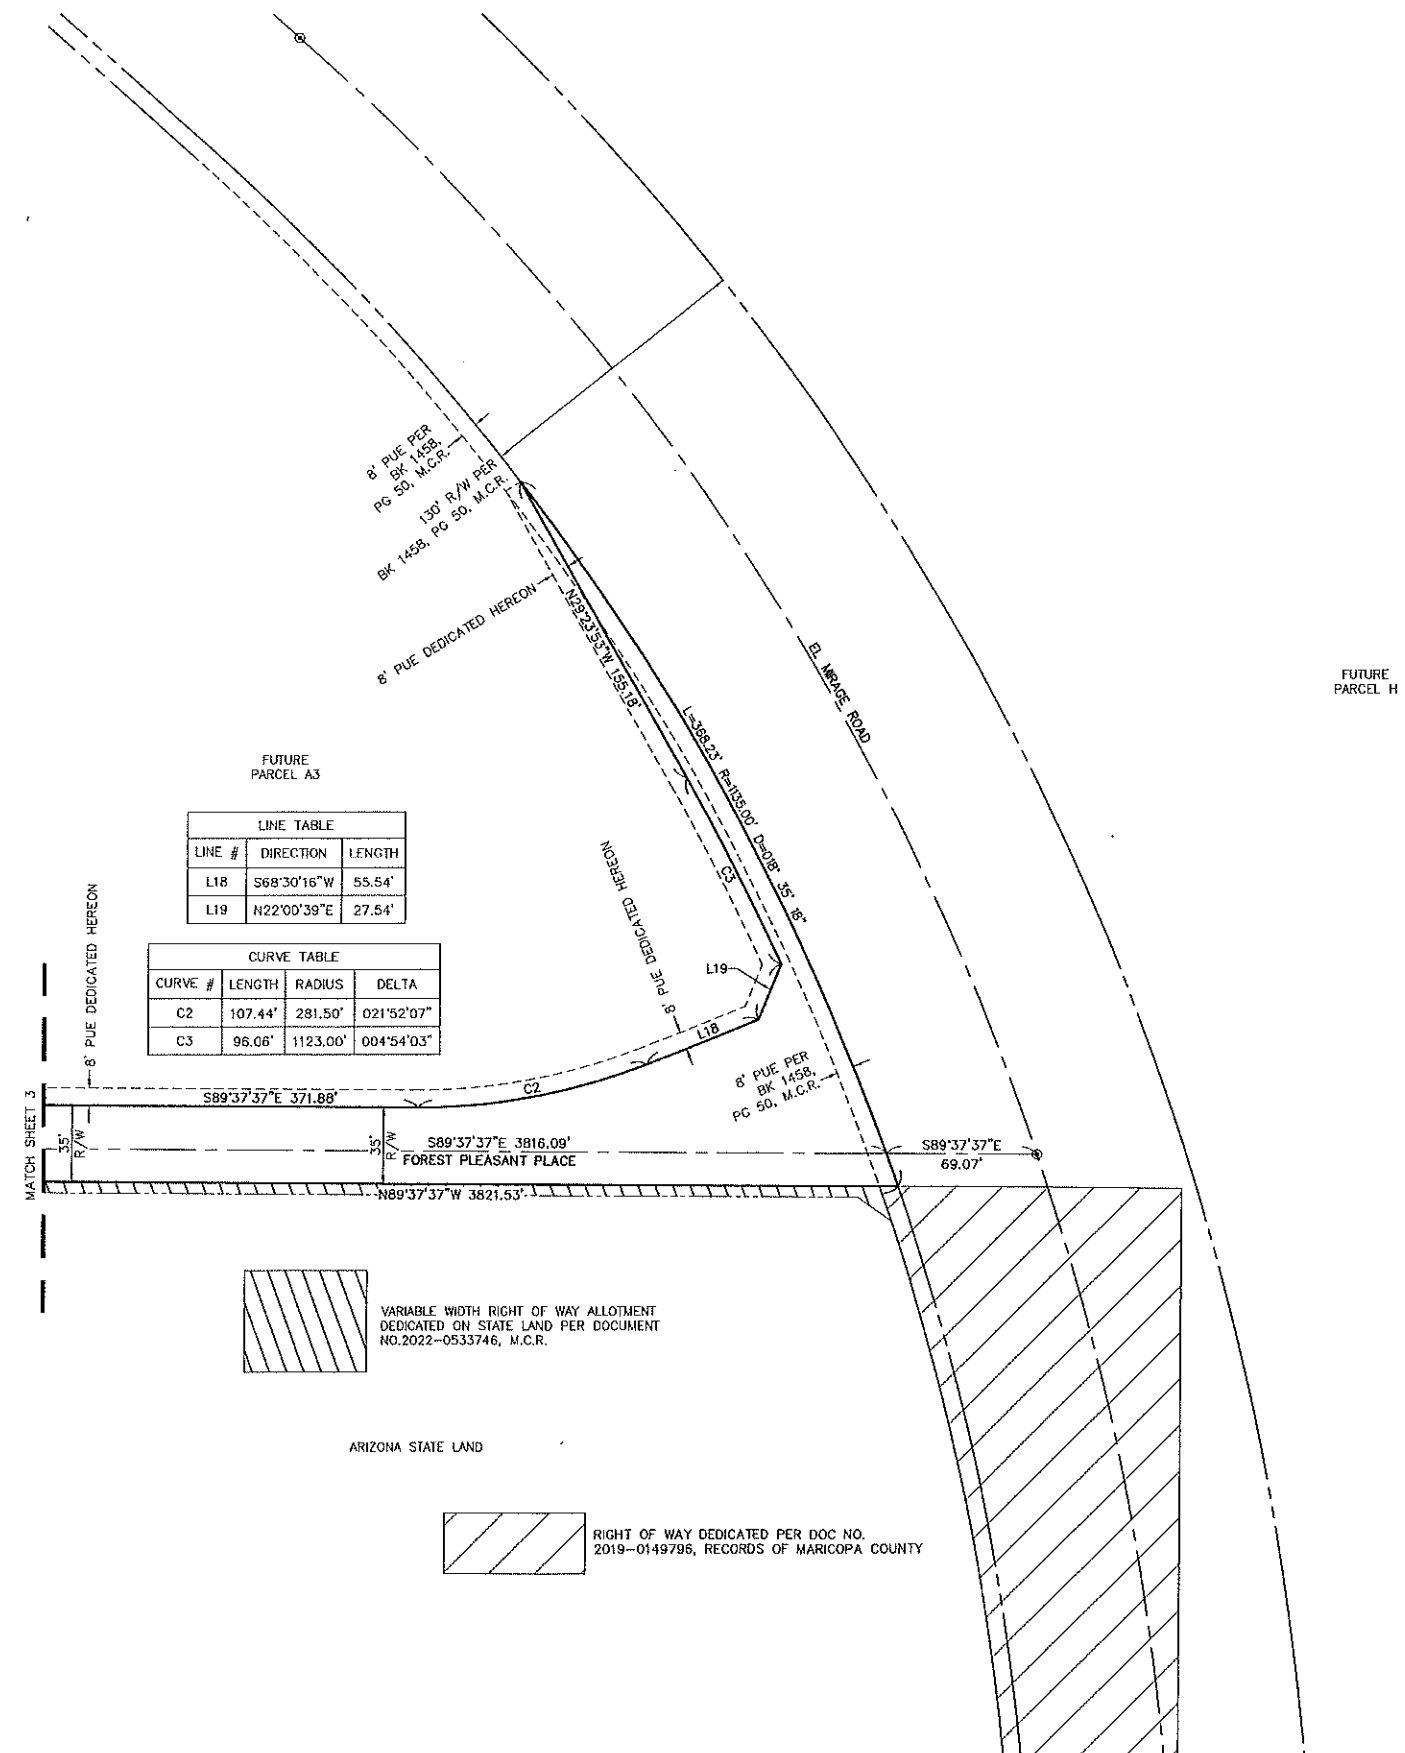 8' PUE PER
BK 1458,
PG 50, M.C.R.
130' R/W PER
BK 1458, PG 50, M.C.R.
8' PUE DEDICATED HEREON
N29°23'53"W 155.18'
EL MIRAGE ROAD
FUTURE
PARCEL H
L=368.23' R=1135.00' D=018° 35' 18"
FUTURE
PARCEL A3
LINE TABLE
LINE # DIRECTION LENGTH
L18 S68°30'16"W 55.54'
L19 N22°00'39"E 27.54'
CURVE TABLE
CURVE # LENGTH RADIUS DELTA
C2 107.44' 281.50' 021°52'07"
C3 96.06' 1123.00' 004°54'03"
8' PUE DEDICATED HEREON
8' PUE DEDICATED HEREON
C3
L19
L18
C2
8' PUE PER
BK 1458,
PG 50, M.C.R.
MATCH SHEET 3
S89°37'37"E 371.88'
35'
R/W
35'
R/W
S89°37'37"E 3816.09'
FOREST PLEASANT PLACE
S89°37'37"E
69.07'
N89°37'37"W 3821.53'
VARIABLE WIDTH RIGHT OF WAY ALLOTMENT
DEDICATED ON STATE LAND PER DOCUMENT
NO.2022-0533746, M.C.R.
ARIZONA STATE LAND
RIGHT OF WAY DEDICATED PER DOC NO.
2019-0149796, RECORDS OF MARICOPA COUNTY